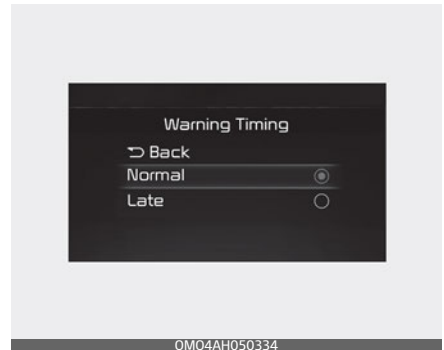 Warning Timing
Back
Normal
Late
OMO4AH050334